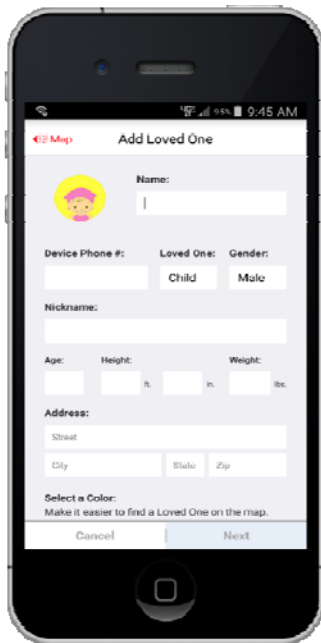 95% 9:45 AM
Map Add Loved One
Name:
Device Phone #: Loved One: Gender:
Child Male
Nickname:
Age: Height: Weight:
ft. in. lbs.
Address:
Street
City State Zip
Select a Color:
Make it easier to find a Loved One on the map.
Cancel Next